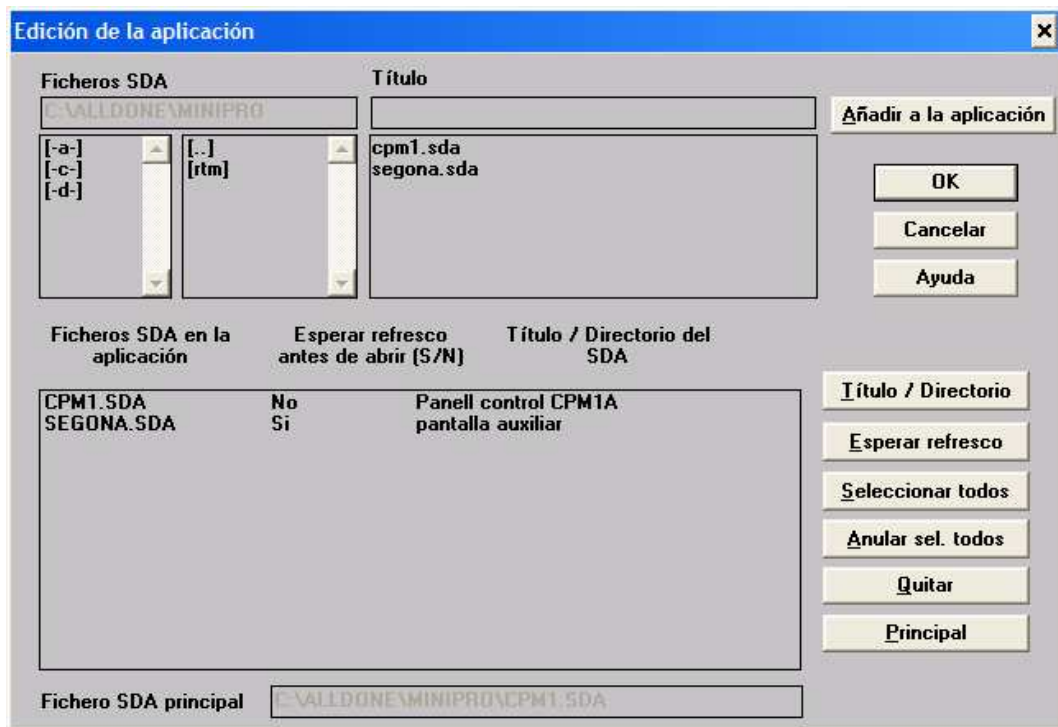 Edición de la aplicación
Ficheros SDA
Título
C:\ALLDONE\MINIPRO
Añadir a la aplicación
[-a-]
[-c-]
[-d-]
[..]
[rtm]
cpm1.sda
segona.sda
OK
Cancelar
Ayuda
Ficheros SDA en la aplicación
Esperar refresco antes de abrir (S/N)
Título / Directorio del SDA
CPM1.SDA No Panell control CPM1A
SEGONA.SDA Si pantalla auxiliar
Título / Directorio
Esperar refresco
Seleccionar todos
Anular sel. todos
Quitar
Principal
Fichero SDA principal C:\ALLDONE\MINIPRO\CPM1.SDA